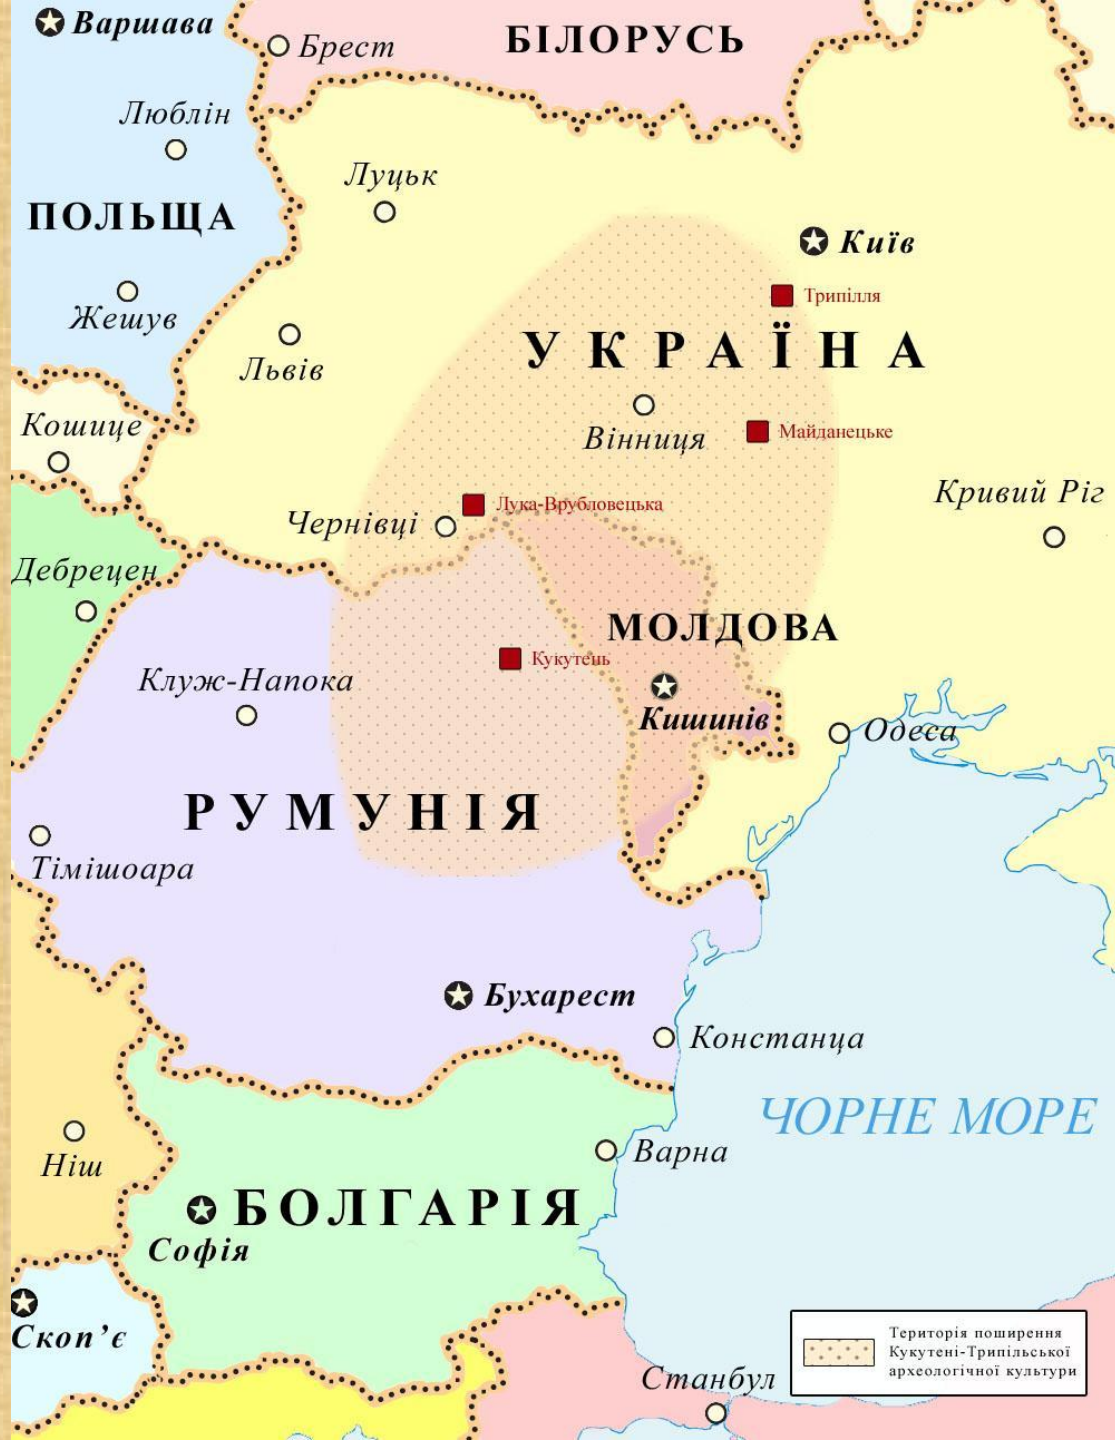 Варшава
Брест
БІЛОРУСЬ
Люблін
Луцьк
ПОЛЬЩА
Київ
Жешув
Трипілля
Львів
УКРАЇНА
Кошице
Вінниця
Майданецьке
Кривий Ріг
Чернівці
Лука-Врубловецька
Дебрецен
МОЛДОВА
Кукутень
Клуж-Напока
Кишинів
Одеса
РУМУНІЯ
Тімішоара
Бухарест
Констанца
ЧОРНЕ МОРЕ
Ніш
Варна
БОЛГАРІЯ
Софія
Скоп’є
Територія поширення
Кукутені-Трипільської
археологічної культури
Станбул